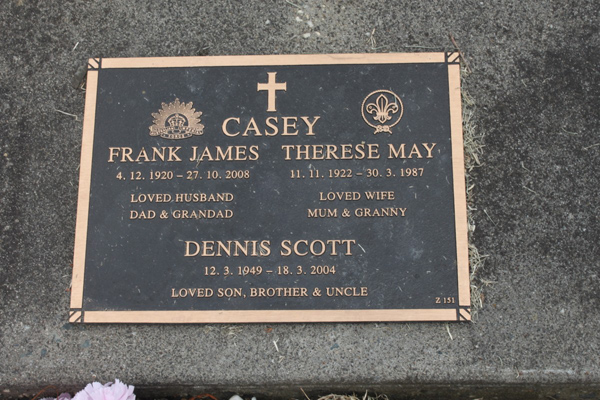 CASEY
FRANK JAMES THERESE MAY
4. 12. 1920 – 27. 10. 2008 11. 11. 1922 – 30. 3. 1987
LOVED HUSBAND LOVED WIFE
DAD & GRANDAD MUM & GRANNY
DENNIS SCOTT
12. 3. 1949 – 18. 3. 2004
LOVED SON, BROTHER & UNCLE
Z 151